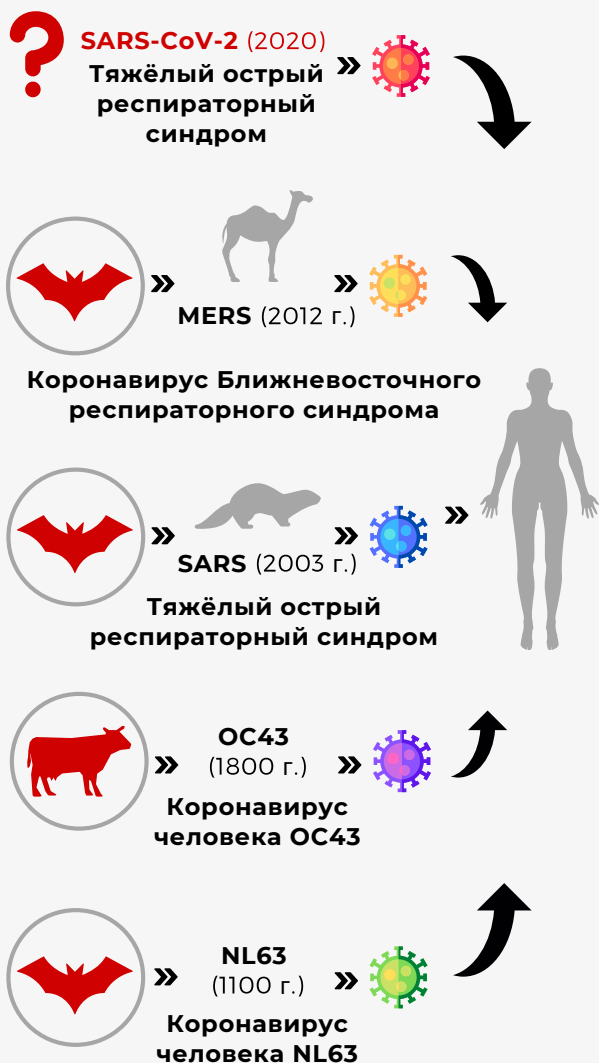 ?
SARS-CoV-2 (2020)
Тяжёлый острый
респираторный
синдром
MERS (2012 г.)
Коронавирус Ближневосточного
респираторного синдрома
SARS (2003 г.)
Тяжёлый острый
респираторный синдром
OC43
(1800 г.)
Коронавирус
человека OC43
NL63
(1100 г.)
Коронавирус
человека NL63